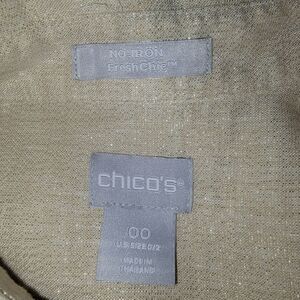 NO-IRON
FreshChic™
chico's®
00
U.S. SIZE 0/2
MADE IN
THAILAND